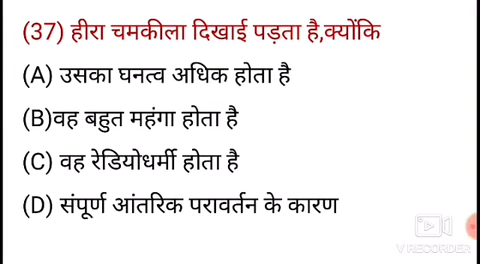 (37) हीरा चमकीला दिखाई पड़ता है,क्योंकि
(A) उसका घनत्व अधिक होता है
(B)वह बहुत महंगा होता है
(C) वह रेडियोधर्मी होता है
(D) संपूर्ण आंतरिक परावर्तन के कारण
V RECORDER